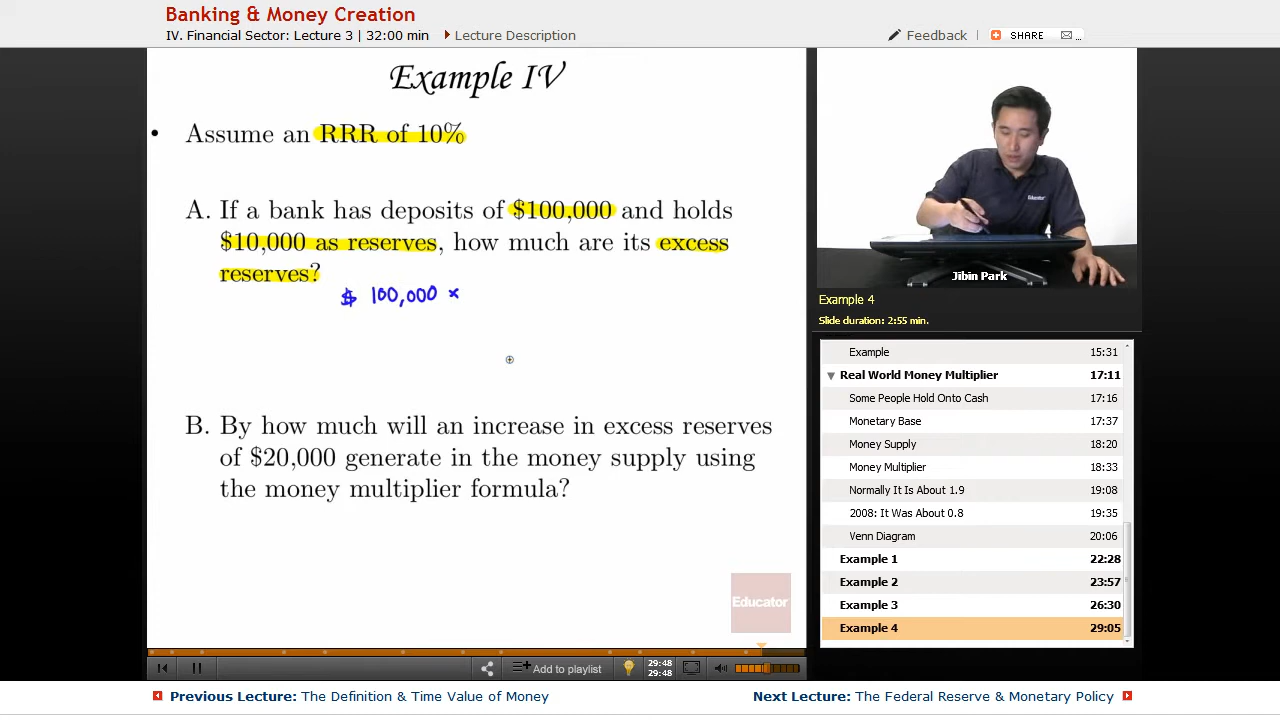 Banking & Money Creation
IV. Financial Sector: Lecture 3 | 32:00 min
Lecture Description
Feedback
SHARE
Example IV
• Assume an RRR of 10%
A. If a bank has deposits of $100,000 and holds
$10,000 as reserves, how much are its excess
reserves?
$ 100,000 ×
B. By how much will an increase in excess reserves
of $20,000 generate in the money supply using
the money multiplier formula?
Educator
Educator
Jibin Park
Example 4
Slide duration: 2:55 min.
Example 15:31
Real World Money Multiplier 17:11
Some People Hold Onto Cash 17:16
Monetary Base 17:37
Money Supply 18:20
Money Multiplier 18:33
Normally It Is About 1.9 19:08
2008: It Was About 0.8 19:35
Venn Diagram 20:06
Example 1 22:28
Example 2 23:57
Example 3 26:30
Example 4 29:05
Add to playlist
29:48
29:48
Previous Lecture: The Definition & Time Value of Money
Next Lecture: The Federal Reserve & Monetary Policy